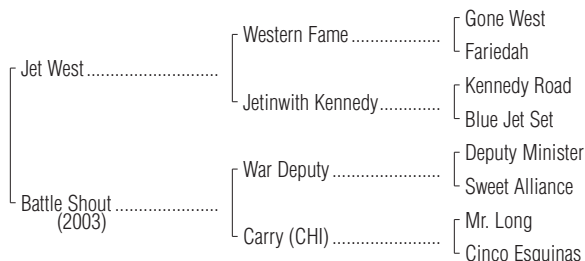 Gone West
Western Fame
Fariedah
Jet West
Kennedy Road
Jetinwith Kennedy
Blue Jet Set
Deputy Minister
War Deputy
Sweet Alliance
Battle Shout
(2003)
Mr. Long
Carry (CHI)
Cinco Esquinas